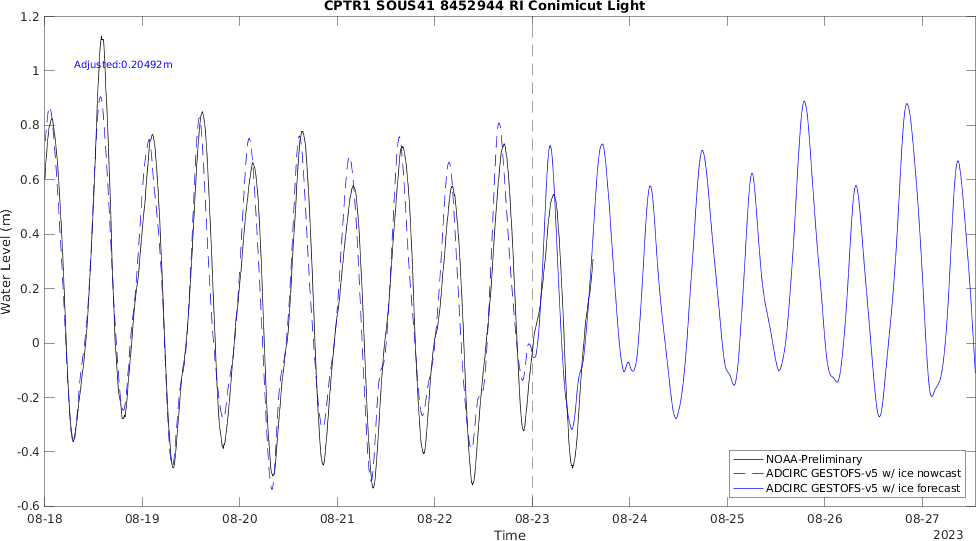 CPTR1 SOUS41 8452944 RI Conimicut Light
Adjusted:0.20492m
1.2
1
0.8
0.6
0.4
0.2
0
-0.2
-0.4
-0.6
Water Level (m)
NOAA-Preliminary
ADCIRC GESTOFS-v5 w/ ice nowcast
ADCIRC GESTOFS-v5 w/ ice forecast
08-18 08-19 08-20 08-21 08-22 08-23 08-24 08-25 08-26 08-27
Time
2023